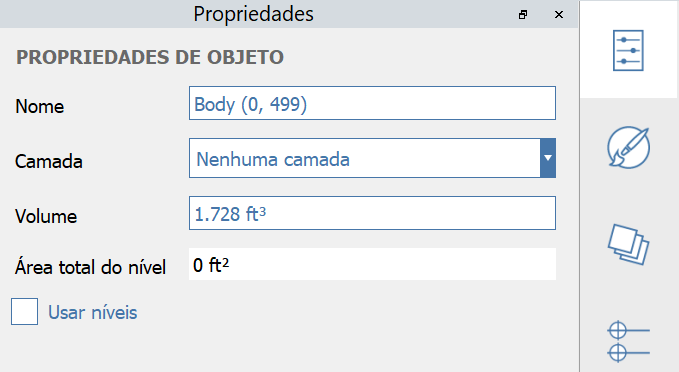 Propriedades
PROPRIEDADES DE OBJETO
Nome Body (0, 499)
Camada Nenhuma camada
Volume 1.728 ft³
Área total do nível 0 ft²
Usar níveis